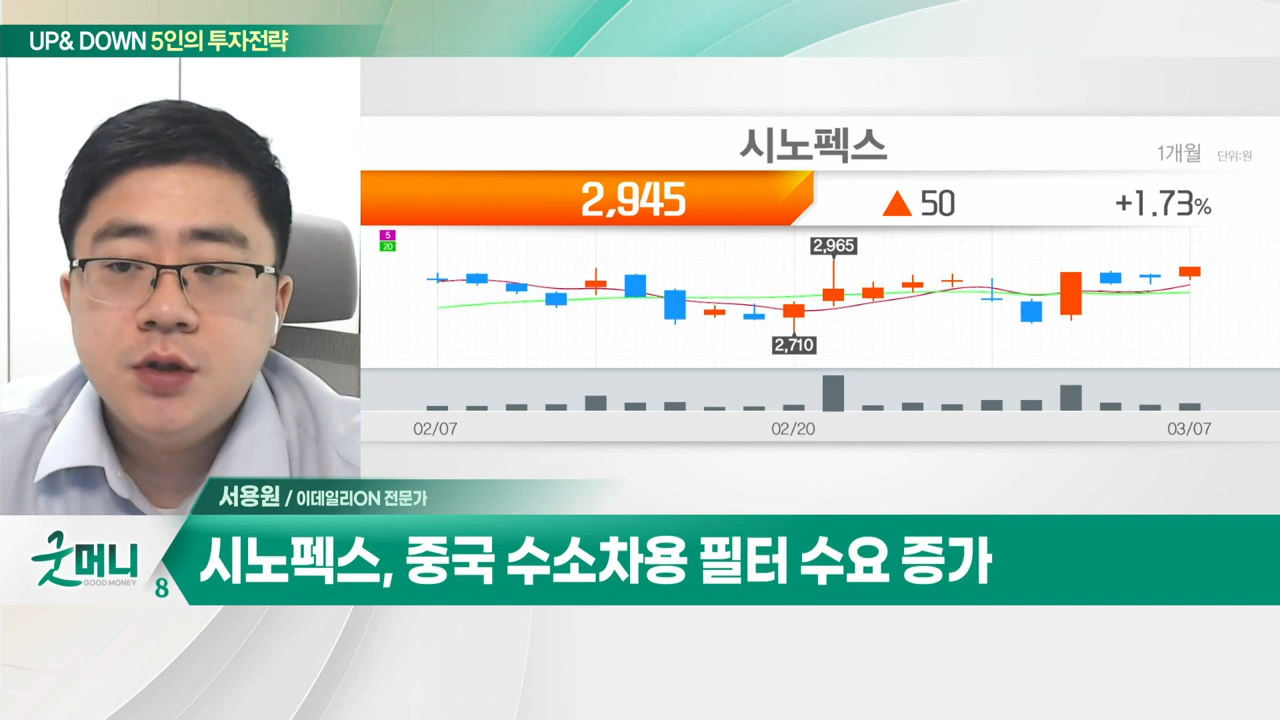 UP& DOWN 5인의 투자전략
시노펙스
1개월 단위:원
2,945 ▲ 50 +1.73%
5
20
2,965
2,710
02/07 02/20 03/07
서용원 / 이데일리ON 전문가
굿머니
GOOD MONEY
8
시노펙스, 중국 수소차용 필터 수요 증가